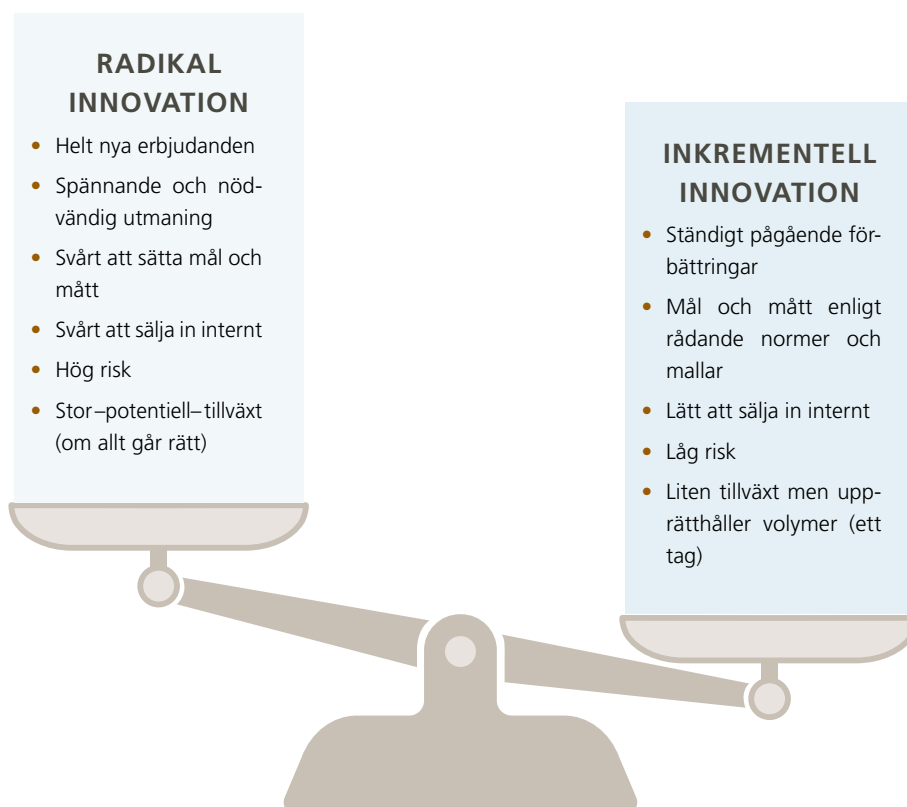 RADIKAL
INNOVATION
• Helt nya erbjudanden
• Spännande och nöd-
vändig utmaning
• Svårt att sätta mål och
mått
• Svårt att sälja in internt
• Hög risk
• Stor–potentiell–tillväxt
(om allt går rätt)
INKREMENTELL
INNOVATION
• Ständigt pågående för-
bättringar
• Mål och mått enligt
rådande normer och
mallar
• Lätt att sälja in internt
• Låg risk
• Liten tillväxt men upp-
rätthåller volymer (ett
tag)